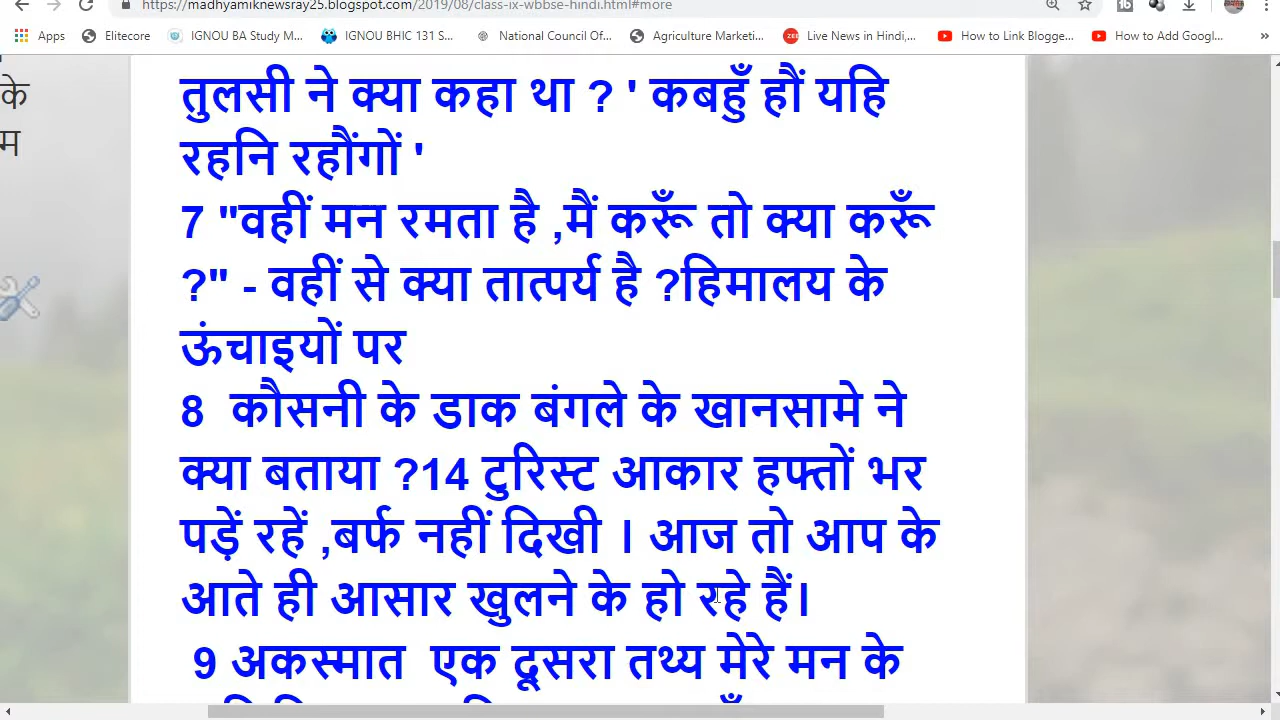 https://madhyamiknewsray25.blogspot.com/2019/08/class-ix-wbbse-hindi.html#more
Apps Elitecore IGNOU BA Study M... IGNOU BHIC 131 S... National Council Of... Agriculture Marketi... ZEE Live News in Hindi,... How to Link Blogge... How to Add Googl... »
के
म
तुलसी ने क्या कहा था ? ' कबहुँ हौं यहि
रहनि रहौंगों '
7 "वहीं मन रमता है ,मैं करूँ तो क्या करूँ
?" - वहीं से क्या तात्पर्य है ?हिमालय के
ऊंचाइयों पर
8 कौसनी के डाक बंगले के खानसामे ने
क्या बताया ?14 टुरिस्ट आकार हफ्तों भर
पड़ें रहें ,बर्फ नहीं दिखी । आज तो आप के
आते ही आसार खुलने के हो रहे हैं।
9 अकस्मात एक दूसरा तथ्य मेरे मन के